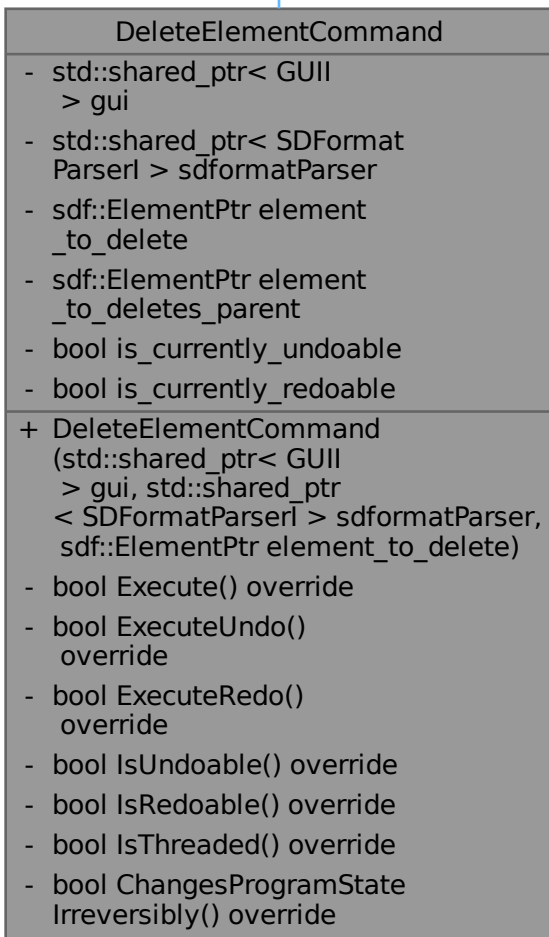 DeleteElementCommand
- std::shared_ptr< GUII
> gui
- std::shared_ptr< SDFormat
ParserI > sdformatParser
- sdf::ElementPtr element
_to_delete
- sdf::ElementPtr element
_to_deletes_parent
- bool is_currently_undoable
- bool is_currently_redoable
+ DeleteElementCommand
(std::shared_ptr< GUII
> gui, std::shared_ptr
< SDFormatParserI > sdformatParser,
sdf::ElementPtr element_to_delete)
- bool Execute() override
- bool ExecuteUndo()
override
- bool ExecuteRedo()
override
- bool IsUndoable() override
- bool IsRedoable() override
- bool IsThreaded() override
- bool ChangesProgramState
Irreversibly() override